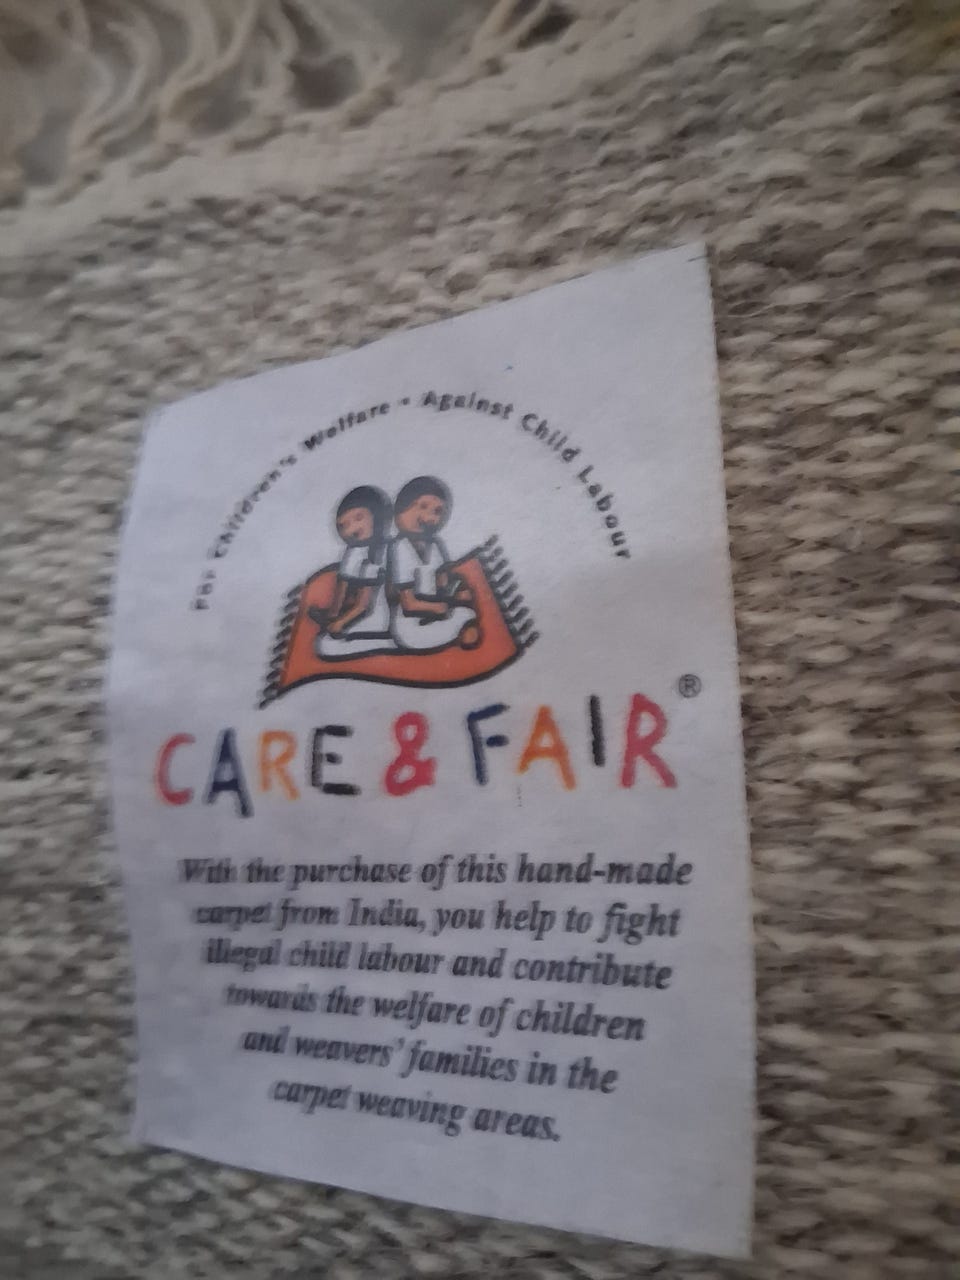 For Children's Welfare • Against Child Labour
CARE & FAIR®
With the purchase of this hand-made
carpet from India, you help to fight
illegal child labour and contribute
towards the welfare of children
and weavers' families in the
carpet weaving areas.